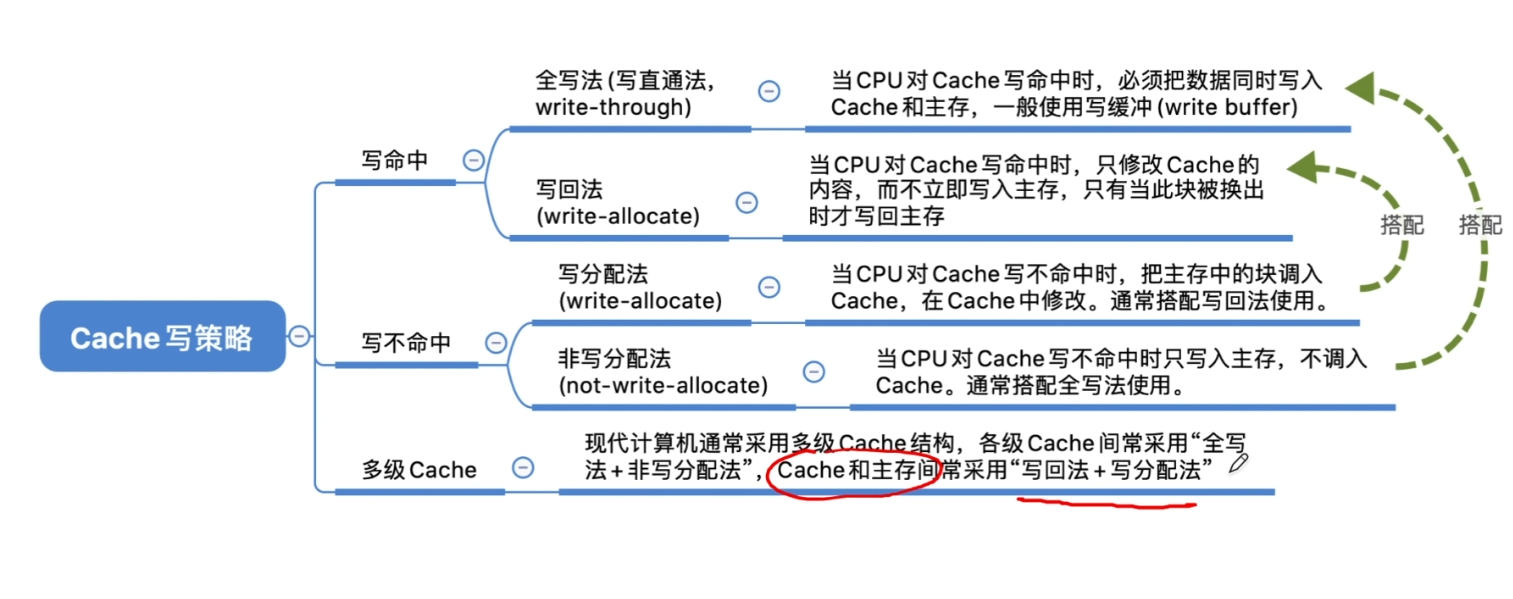 全写法 (写直通法,
write-through)
当CPU对Cache写命中时，必须把数据同时写入
Cache和主存，一般使用写缓冲 (write buffer)
写命中
写回法
(write-allocate)
当CPU对Cache写命中时，只修改Cache的
内容，而不立即写入主存，只有当此块被换出
时才写回主存
搭配
搭配
Cache写策略
写分配法
(write-allocate)
当CPU对Cache写不命中时，把主存中的块调入
Cache，在Cache中修改。通常搭配写回法使用。
写不命中
非写分配法
(not-write-allocate)
当CPU对Cache写不命中时只写入主存，不调入
Cache。通常搭配全写法使用。
多级Cache
现代计算机通常采用多级Cache结构，各级Cache间常采用“全写
法+非写分配法”，Cache和主存间常采用“写回法+写分配法”